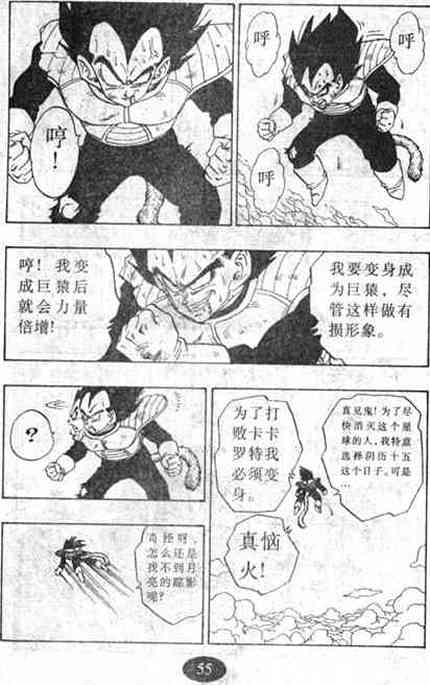 呼
呼
呼
哼！
我要变身成
为巨猿，尽
管这样做有
损形象。
哼！我变
成巨猿后
就会力量
倍增！
真见鬼！为了尽
快消灭这个星
球的人，我特意
选择阴历十五
这个日子。可是
…
为了打
败卡卡
罗特我
必须变
身。
真恼
火！
？
奇怪呀，
怎么还是
找不到月
亮的踪影
呢？
55